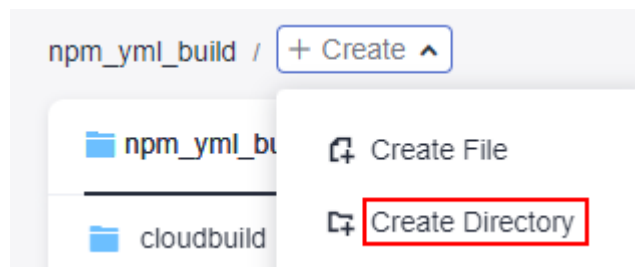 npm_yml_build / + Create
npm_yml_bu
Create File
Create Directory
cloudbuild